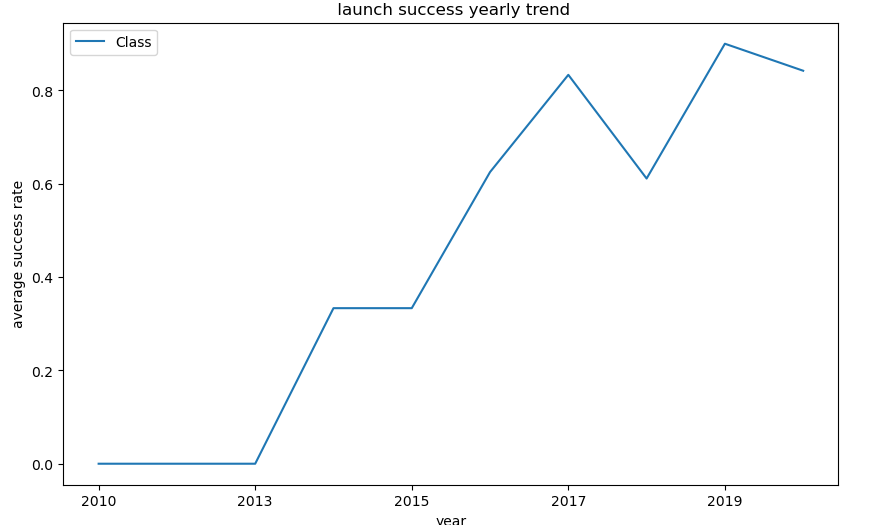 launch success yearly trend
Class
average success rate
0.8
0.6
0.4
0.2
0.0
2010 2013 2015 2017 2019
year